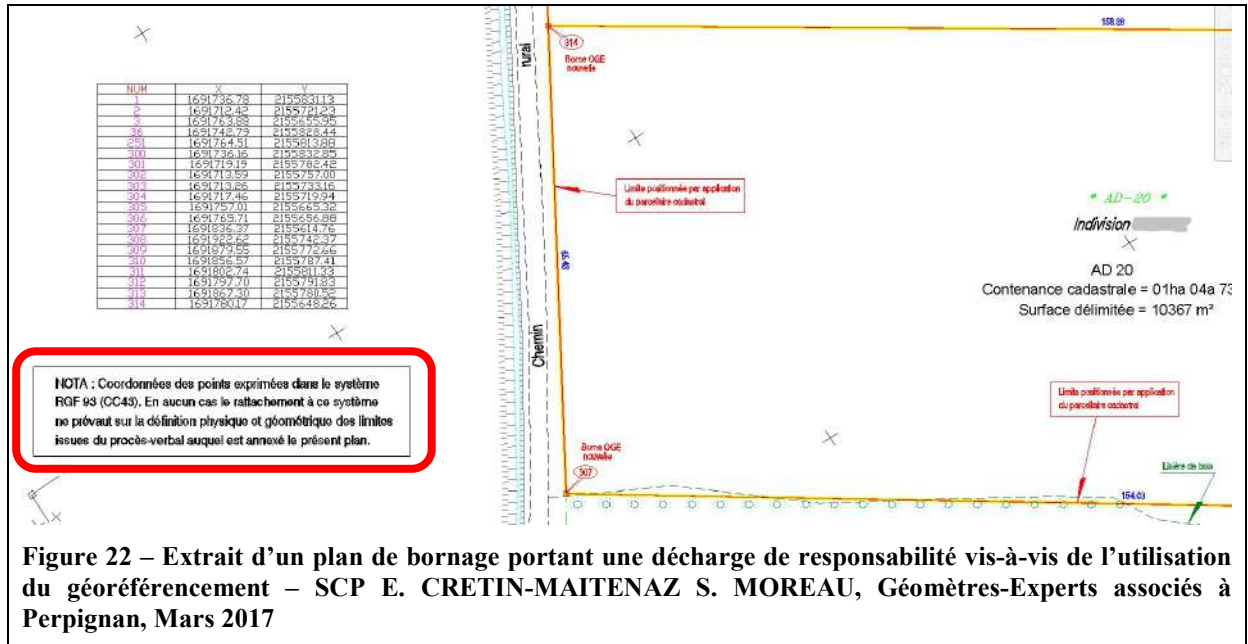 158.89
314
Borne OGE
nouvelle
rural
NUM X Y
1 1691736.78 2155831.13
2 1691712.42 2155721.23
3 1691763.88 2155655.95
36 1691742.79 2155828.44
251 1691764.51 2155813.88
300 1691736.16 2155832.85
301 1691719.19 2155782.42
302 1691713.59 2155757.00
303 1691713.26 2155733.16
304 1691717.46 2155719.94
305 1691757.01 2155665.32
306 1691765.71 2155656.88
307 1691836.37 2155614.76
308 1691922.62 2155742.37
309 1691879.55 2155772.66
310 1691856.57 2155787.41
311 1691802.74 2155811.33
312 1691797.70 2155791.83
313 1691867.30 2155780.52
314 1691780.17 2155648.26
Limite positionnée par application
du parcellaire cadastral
* AD-20 *
Indivision
AD 20
Contenance cadastrale = 01ha 04a 73
Surface délimitée = 10367 m²
Chemin
NOTA : Coordonnées des points exprimées dans le système
RGF 93 (CC43). En aucun cas le rattachement à ce système
ne prévaut sur la définition physique et géométrique des limites
issues du procès-verbal auquel est annexé le présent plan.
Limite positionnée par application
du parcellaire cadastral
Borne OGE
nouvelle
307
Lisière de bois
154.03
Figure 22 – Extrait d'un plan de bornage portant une décharge de responsabilité vis-à-vis de l'utilisation
du géoréférencement – SCP E. CRETIN-MAITENAZ S. MOREAU, Géomètres-Experts associés à
Perpignan, Mars 2017